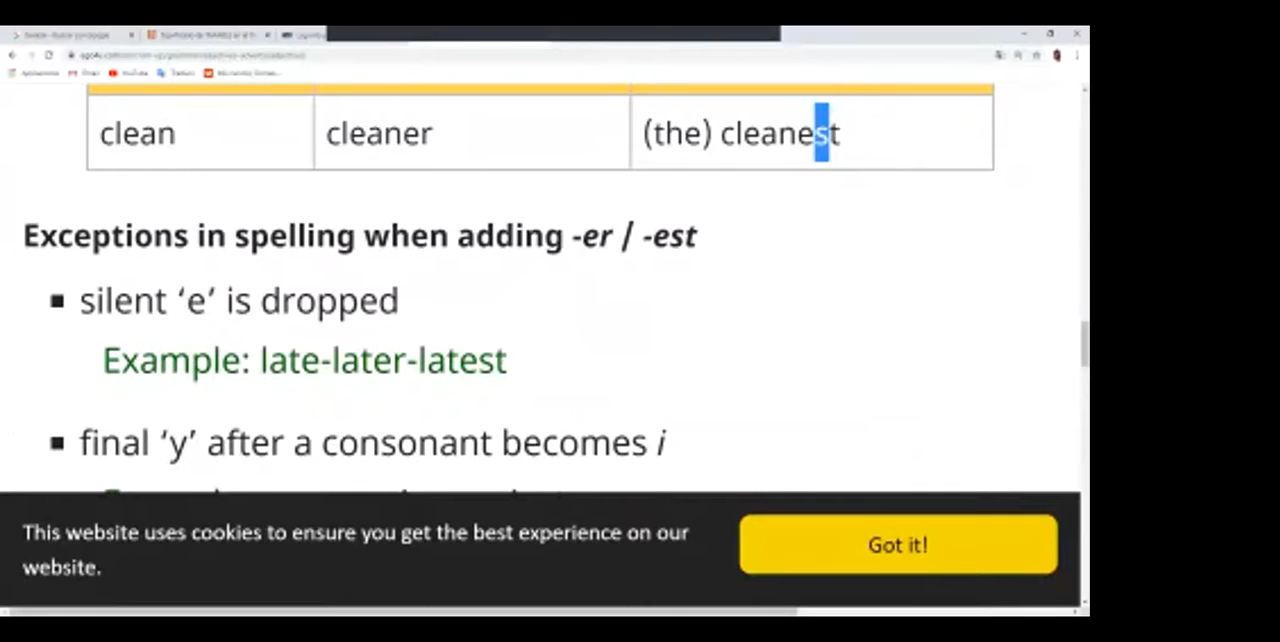 YouTube
clean cleaner (the) cleanest
Exceptions in spelling when adding -er / -est
▪ silent ‘e’ is dropped
Example: late-later-latest
▪ final ‘y’ after a consonant becomes i
This website uses cookies to ensure you get the best experience on our
website.
Got it!